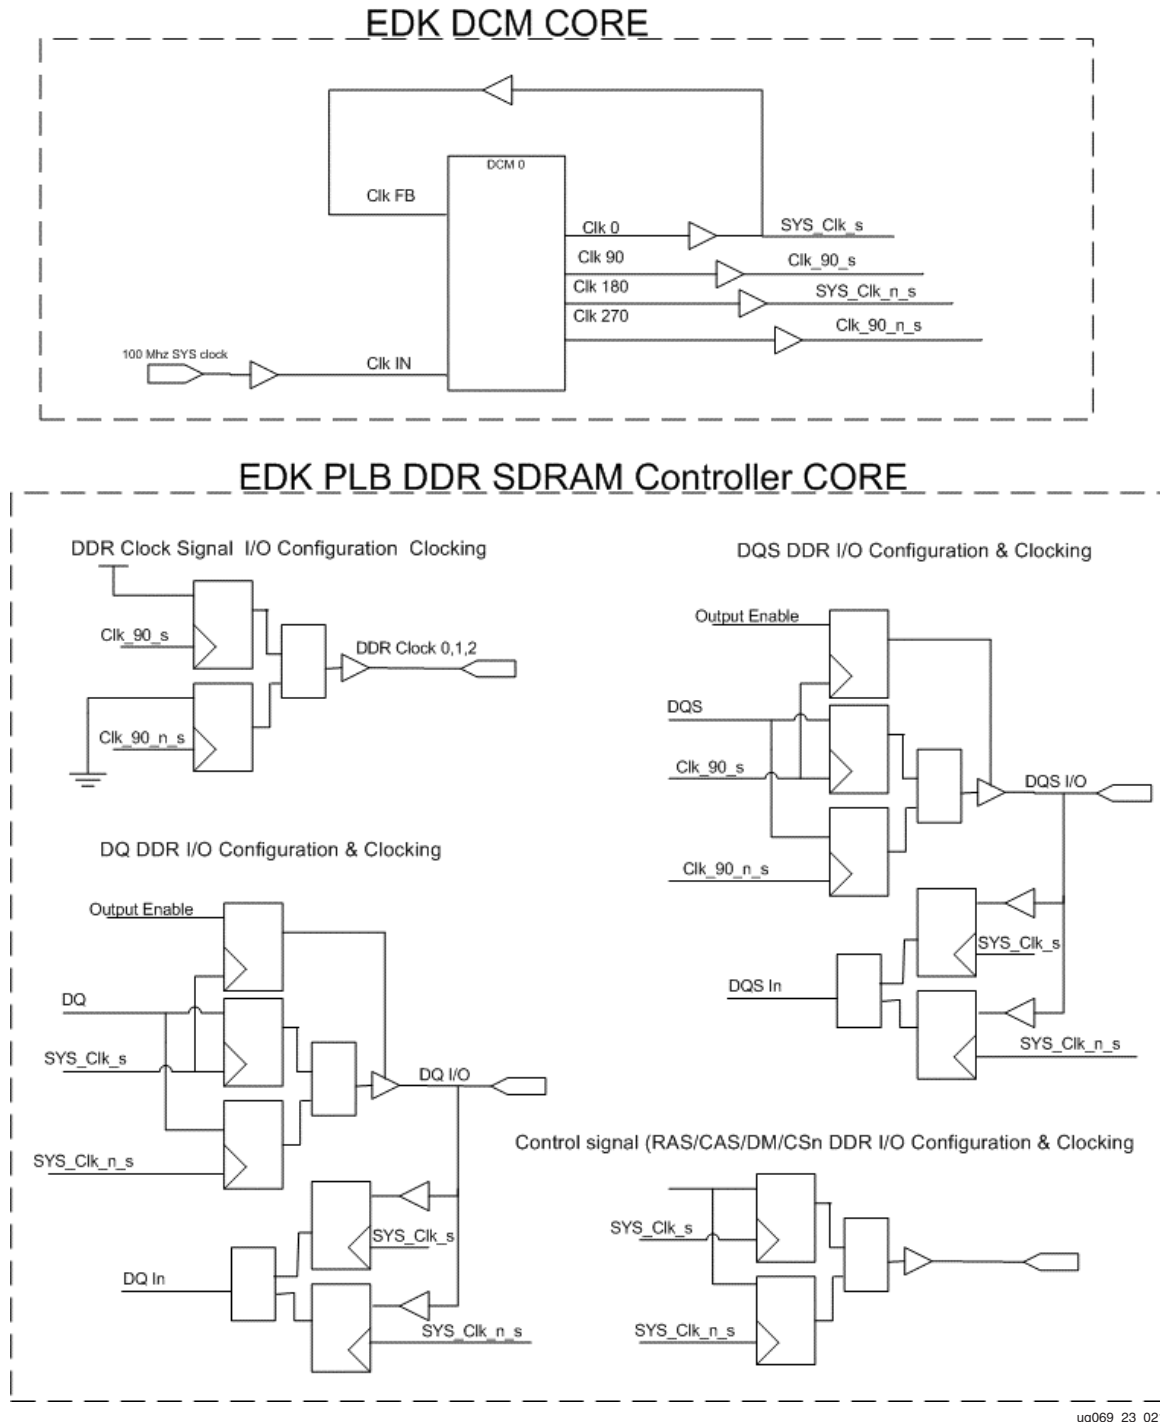 EDK DCM CORE
DCM 0
Clk FB
Clk 0
SYS_Clk_s
Clk 90
Clk_90_s
Clk 180
SYS_Clk_n_s
Clk 270
Clk_90_n_s
100 Mhz SYS clock
Clk IN
EDK PLB DDR SDRAM Controller CORE
DDR Clock Signal I/O Configuration Clocking
Clk_90_s
DDR Clock 0,1,2
Clk_90_n_s
DQS DDR I/O Configuration & Clocking
Output Enable
DQS
Clk_90_s
DQS I/O
Clk_90_n_s
SYS_Clk_s
DQS In
SYS_Clk_n_s
DQ DDR I/O Configuration & Clocking
Output Enable
DQ
SYS_Clk_s
DQ I/O
SYS_Clk_n_s
SYS_Clk_s
DQ In
SYS_Clk_n_s
Control signal (RAS/CAS/DM/CSn DDR I/O Configuration & Clocking
SYS_Clk_s
SYS_Clk_n_s
ug069_23_02